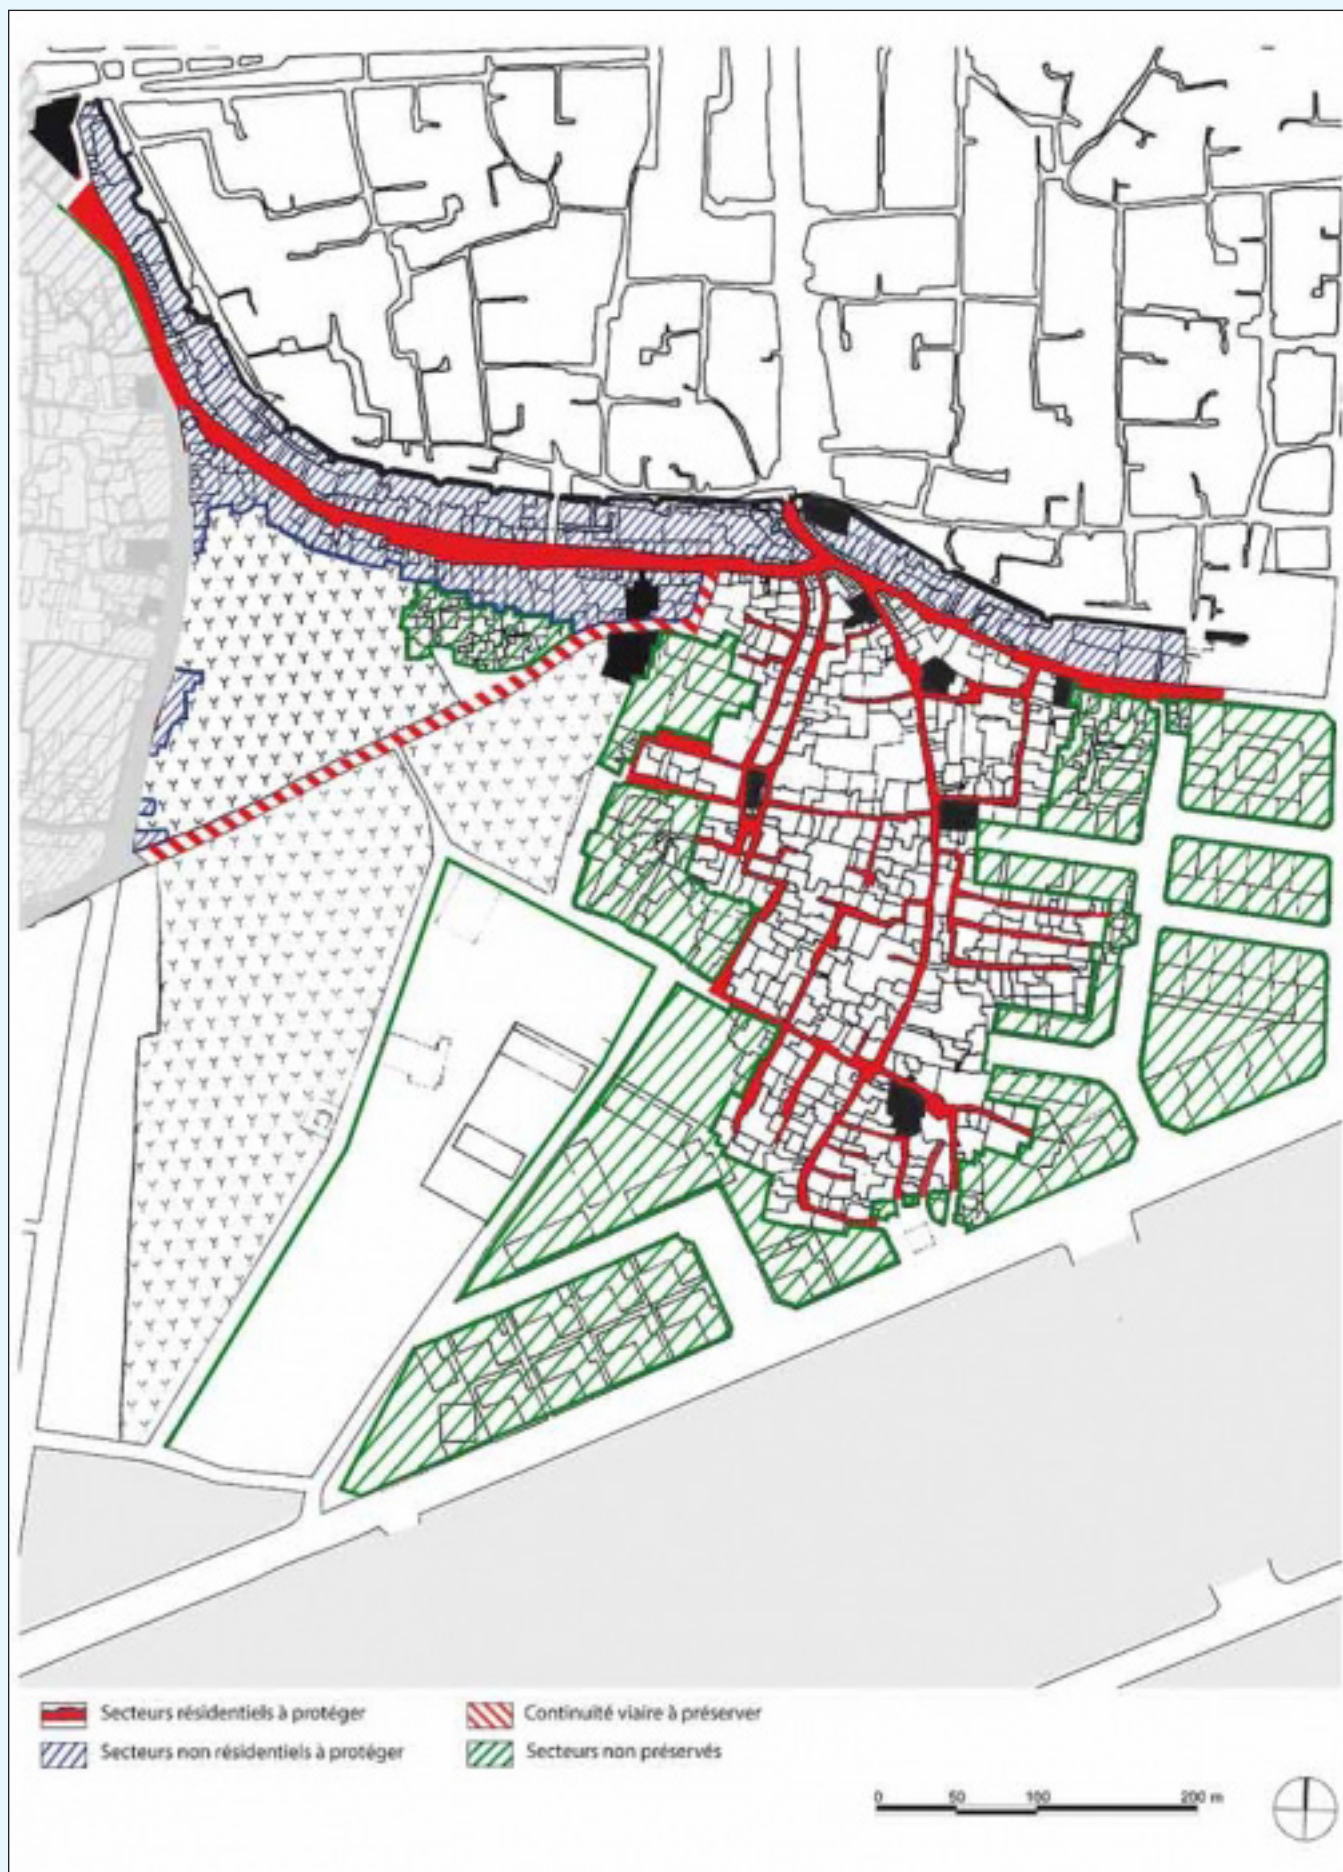 Secteurs résidentiels à protéger
Continuité viaire à préserver
Secteurs non résidentiels à protéger
Secteurs non préservés
0 50 100 200 m